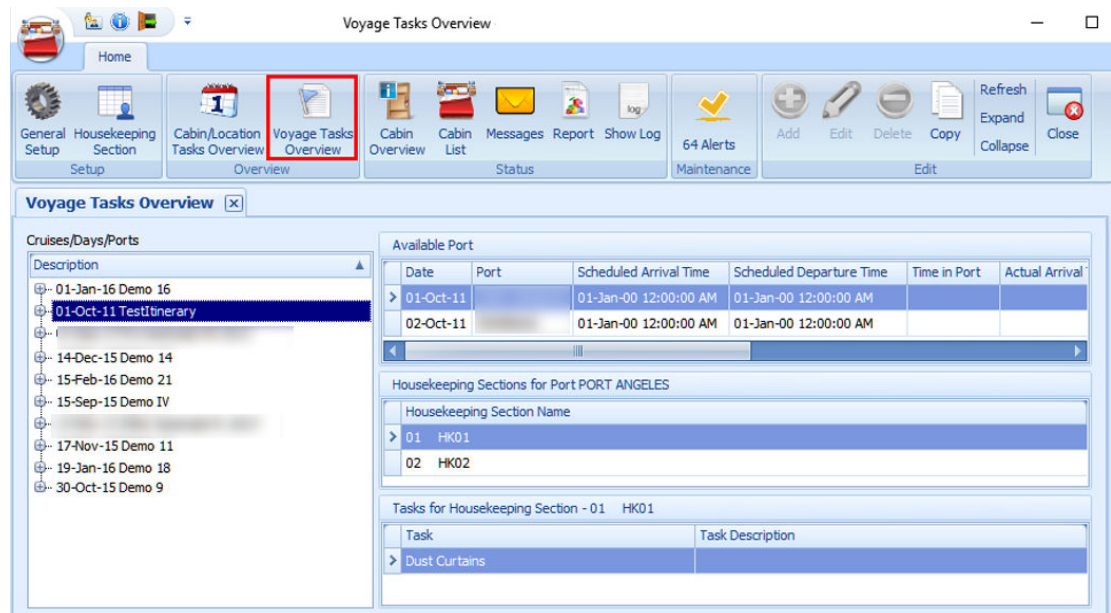 Voyage Tasks Overview
Home
General Setup
Housekeeping Section
Cabin/Location Tasks Overview
Voyage Tasks Overview
Cabin Overview
Cabin List
Messages
Report
log
Show Log
64 Alerts
Add
Edit
Delete
Copy
Refresh
Expand
Collapse
Close
Setup
Overview
Status
Maintenance
Edit
Voyage Tasks Overview
Cruises/Days/Ports
Description
01-Jan-16 Demo 16
01-Oct-11 TestItinerary
14-Dec-15 Demo 14
15-Feb-16 Demo 21
15-Sep-15 Demo IV
17-Nov-15 Demo 11
19-Jan-16 Demo 18
30-Oct-15 Demo 9
Available Port
Date Port Scheduled Arrival Time Scheduled Departure Time Time in Port Actual Arrival
01-Oct-11 01-Jan-00 12:00:00 AM 01-Jan-00 12:00:00 AM
02-Oct-11 01-Jan-00 12:00:00 AM 01-Jan-00 12:00:00 AM
Housekeeping Sections for Port PORT ANGELES
Housekeeping Section Name
01 HK01
02 HK02
Tasks for Housekeeping Section - 01 HK01
Task Task Description
Dust Curtains